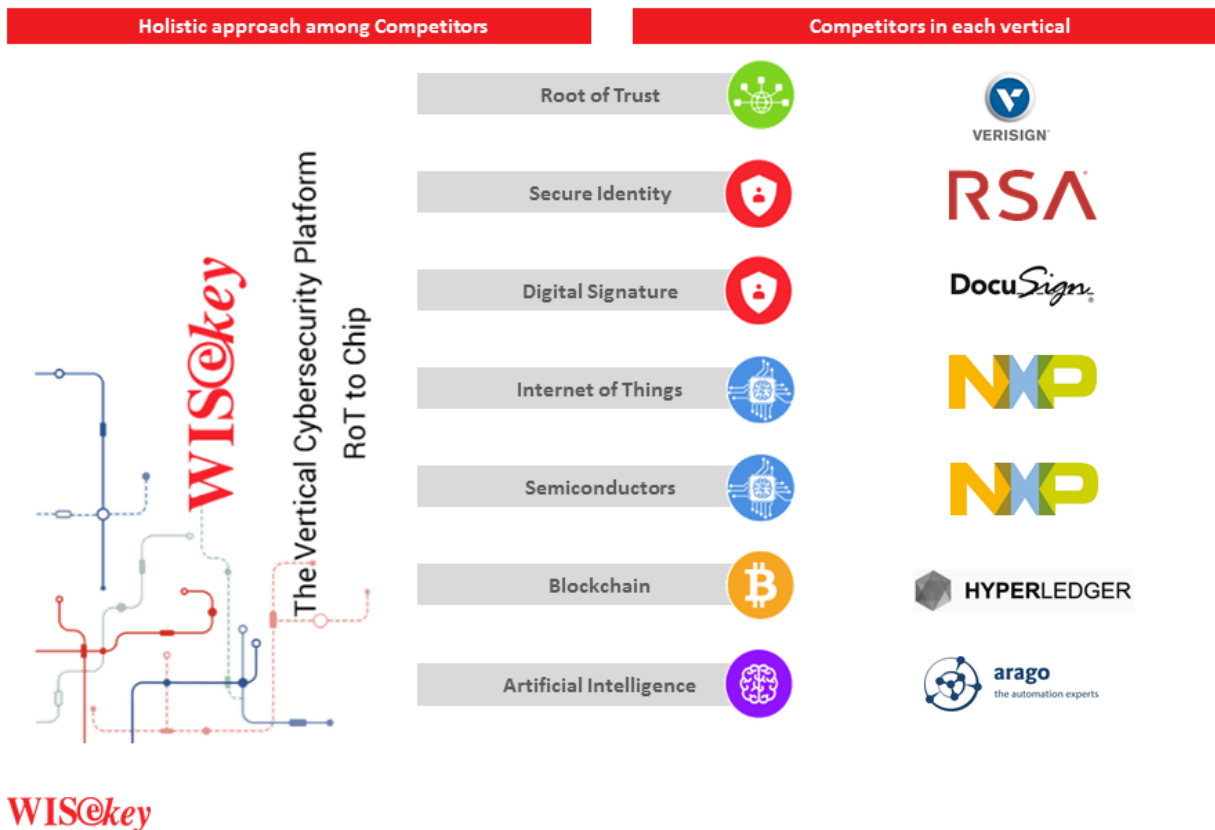 Holistic approach among Competitors
Competitors in each vertical
WISekey
The Vertical Cybersecurity Platform
RoT to Chip
Root of Trust
VERISIGN
Secure Identity
RSA
Digital Signature
DocuSign®
Internet of Things
NXP
Semiconductors
NXP
Blockchain
HYPERLEDGER
Artificial Intelligence
arago
the automation experts
WISekey